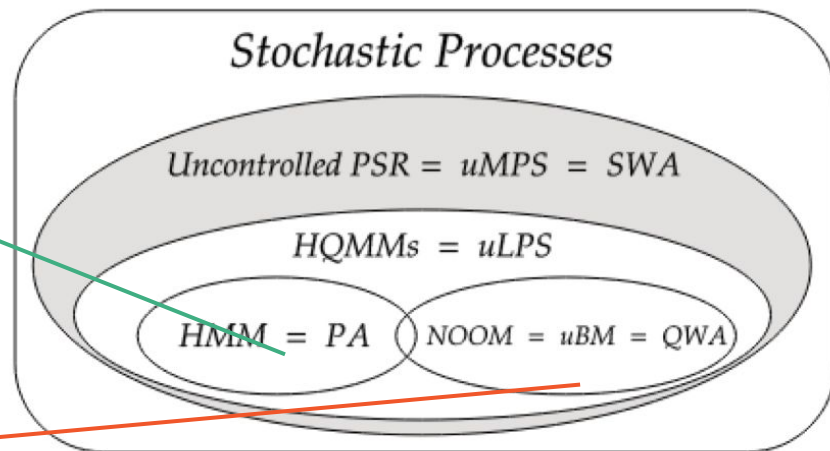 Stochastic Processes
Uncontrolled PSR = uMPS = SWA
HQMMs = uLPS
HMM = PA
NOOM = uBM = QWA